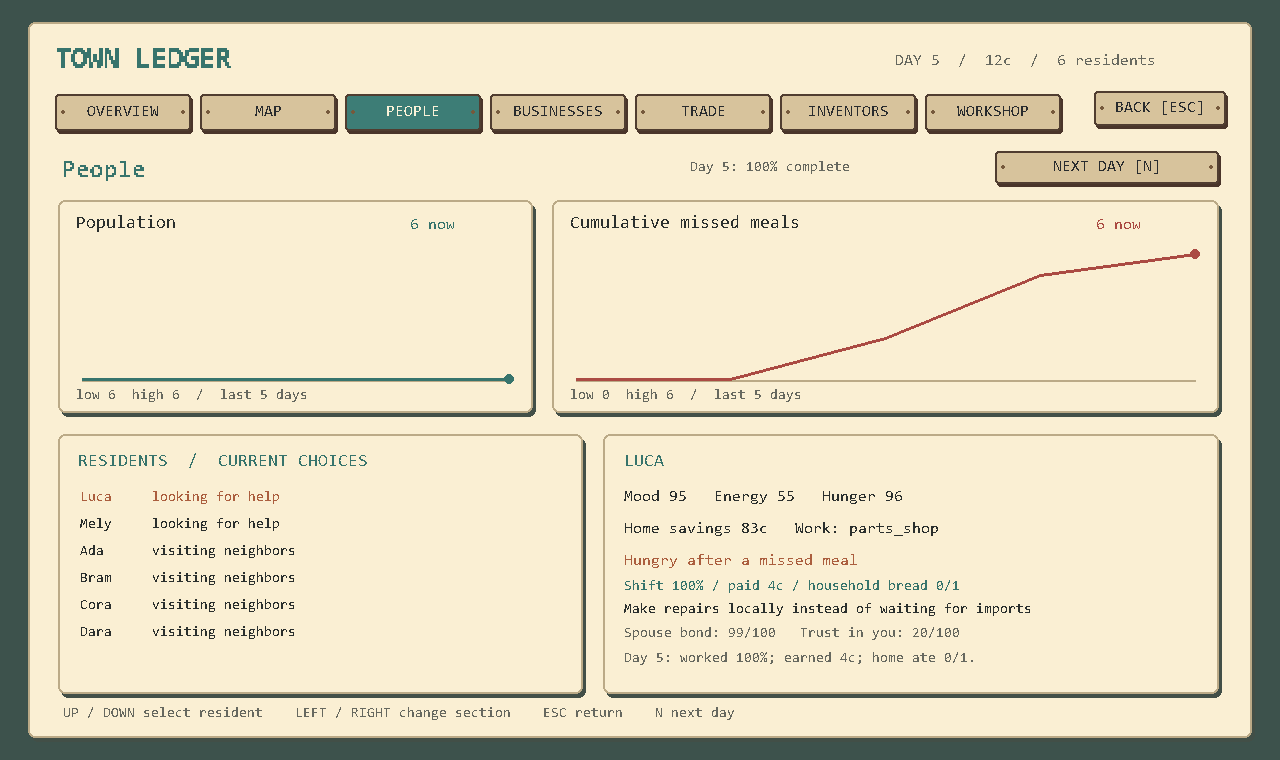 TOWN LEDGER
DAY 5 / 12c / 6 residents
OVERVIEW MAP PEOPLE BUSINESSES TRADE INVENTORS WORKSHOP BACK [ESC]
People
Day 5: 100% complete
NEXT DAY [N]
Population
6 now
low 6 high 6 / last 5 days
Cumulative missed meals
6 now
low 0 high 6 / last 5 days
RESIDENTS / CURRENT CHOICES
Luca looking for help
Mely looking for help
Ada visiting neighbors
Bram visiting neighbors
Cora visiting neighbors
Dara visiting neighbors
LUCA
Mood 95 Energy 55 Hunger 96
Home savings 83c Work: parts_shop
Hungry after a missed meal
Shift 100% / paid 4c / household bread 0/1
Make repairs locally instead of waiting for imports
Spouse bond: 99/100 Trust in you: 20/100
Day 5: worked 100%; earned 4c; home ate 0/1.
UP / DOWN select resident LEFT / RIGHT change section ESC return N next day